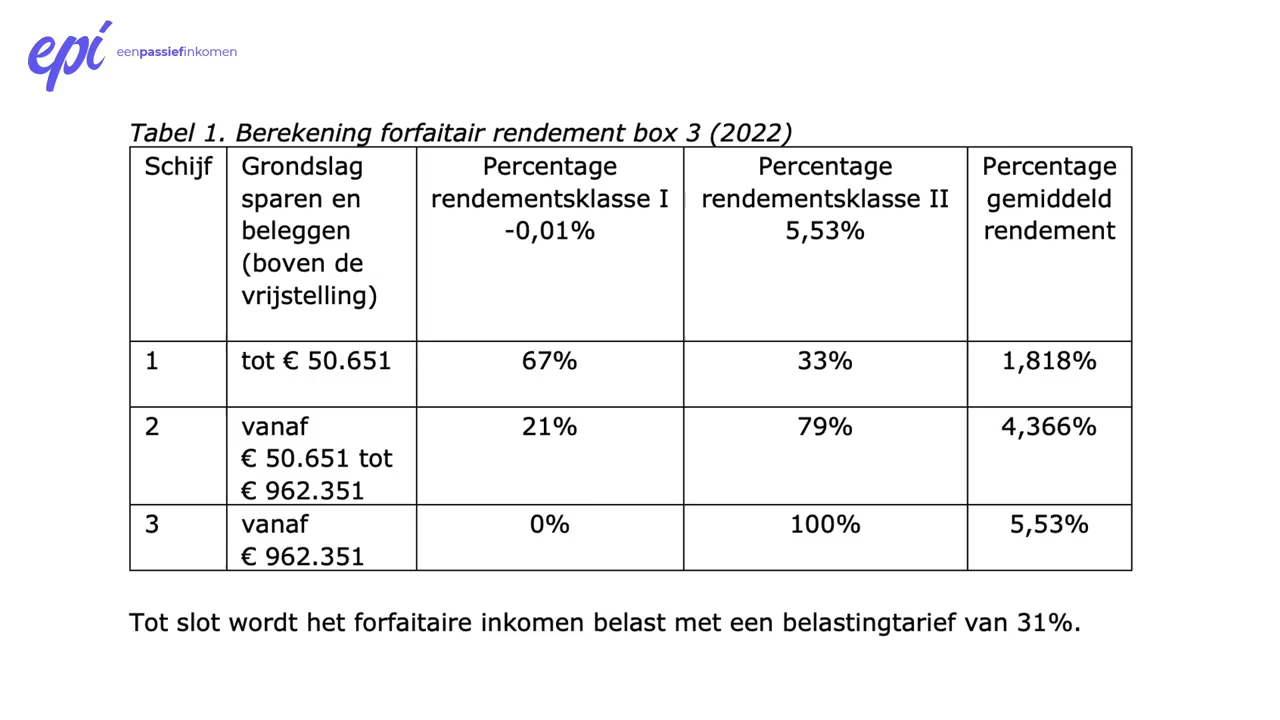 epi eenpassiefinkomen
Tabel 1. Berekening forfaitair rendement box 3 (2022)
Schijf
Grondslag
sparen en
beleggen
(boven de
vrijstelling)
Percentage
rendementsklasse I
-0,01%
Percentage
rendementsklasse II
5,53%
Percentage
gemiddeld
rendement
1
tot € 50.651
67%
33%
1,818%
2
vanaf
€ 50.651 tot
€ 962.351
21%
79%
4,366%
3
vanaf
€ 962.351
0%
100%
5,53%
Tot slot wordt het forfaitaire inkomen belast met een belastingtarief van 31%.